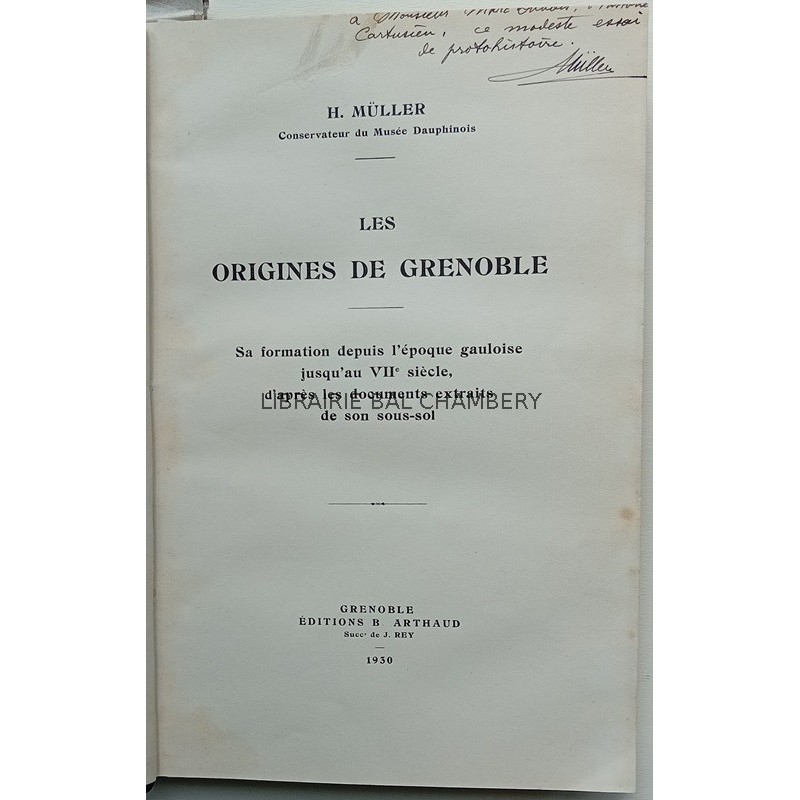 à Monsieur
Cartusien, ce modeste essai
de protohistoire.
Müller
H. MÜLLER
Conservateur du Musée Dauphinois
LES
ORIGINES DE GRENOBLE
Sa formation depuis l'époque gauloise
jusqu'au VIIe siècle,
d'après les documents extraits
LIBRAIRIE BAL CHAMBERY
de son sous-sol
GRENOBLE
ÉDITIONS B. ARTHAUD
Succr de J. REY
1930